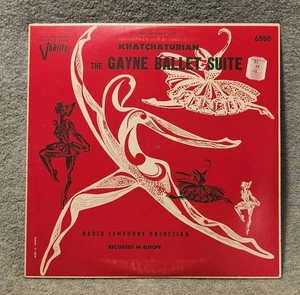 VARSITY
6980
KHATCHATURIAN
THE GAYNE BALLET SUITE
RADIO SYMPHONY ORCHESTRA
RECORDED IN EUROPE